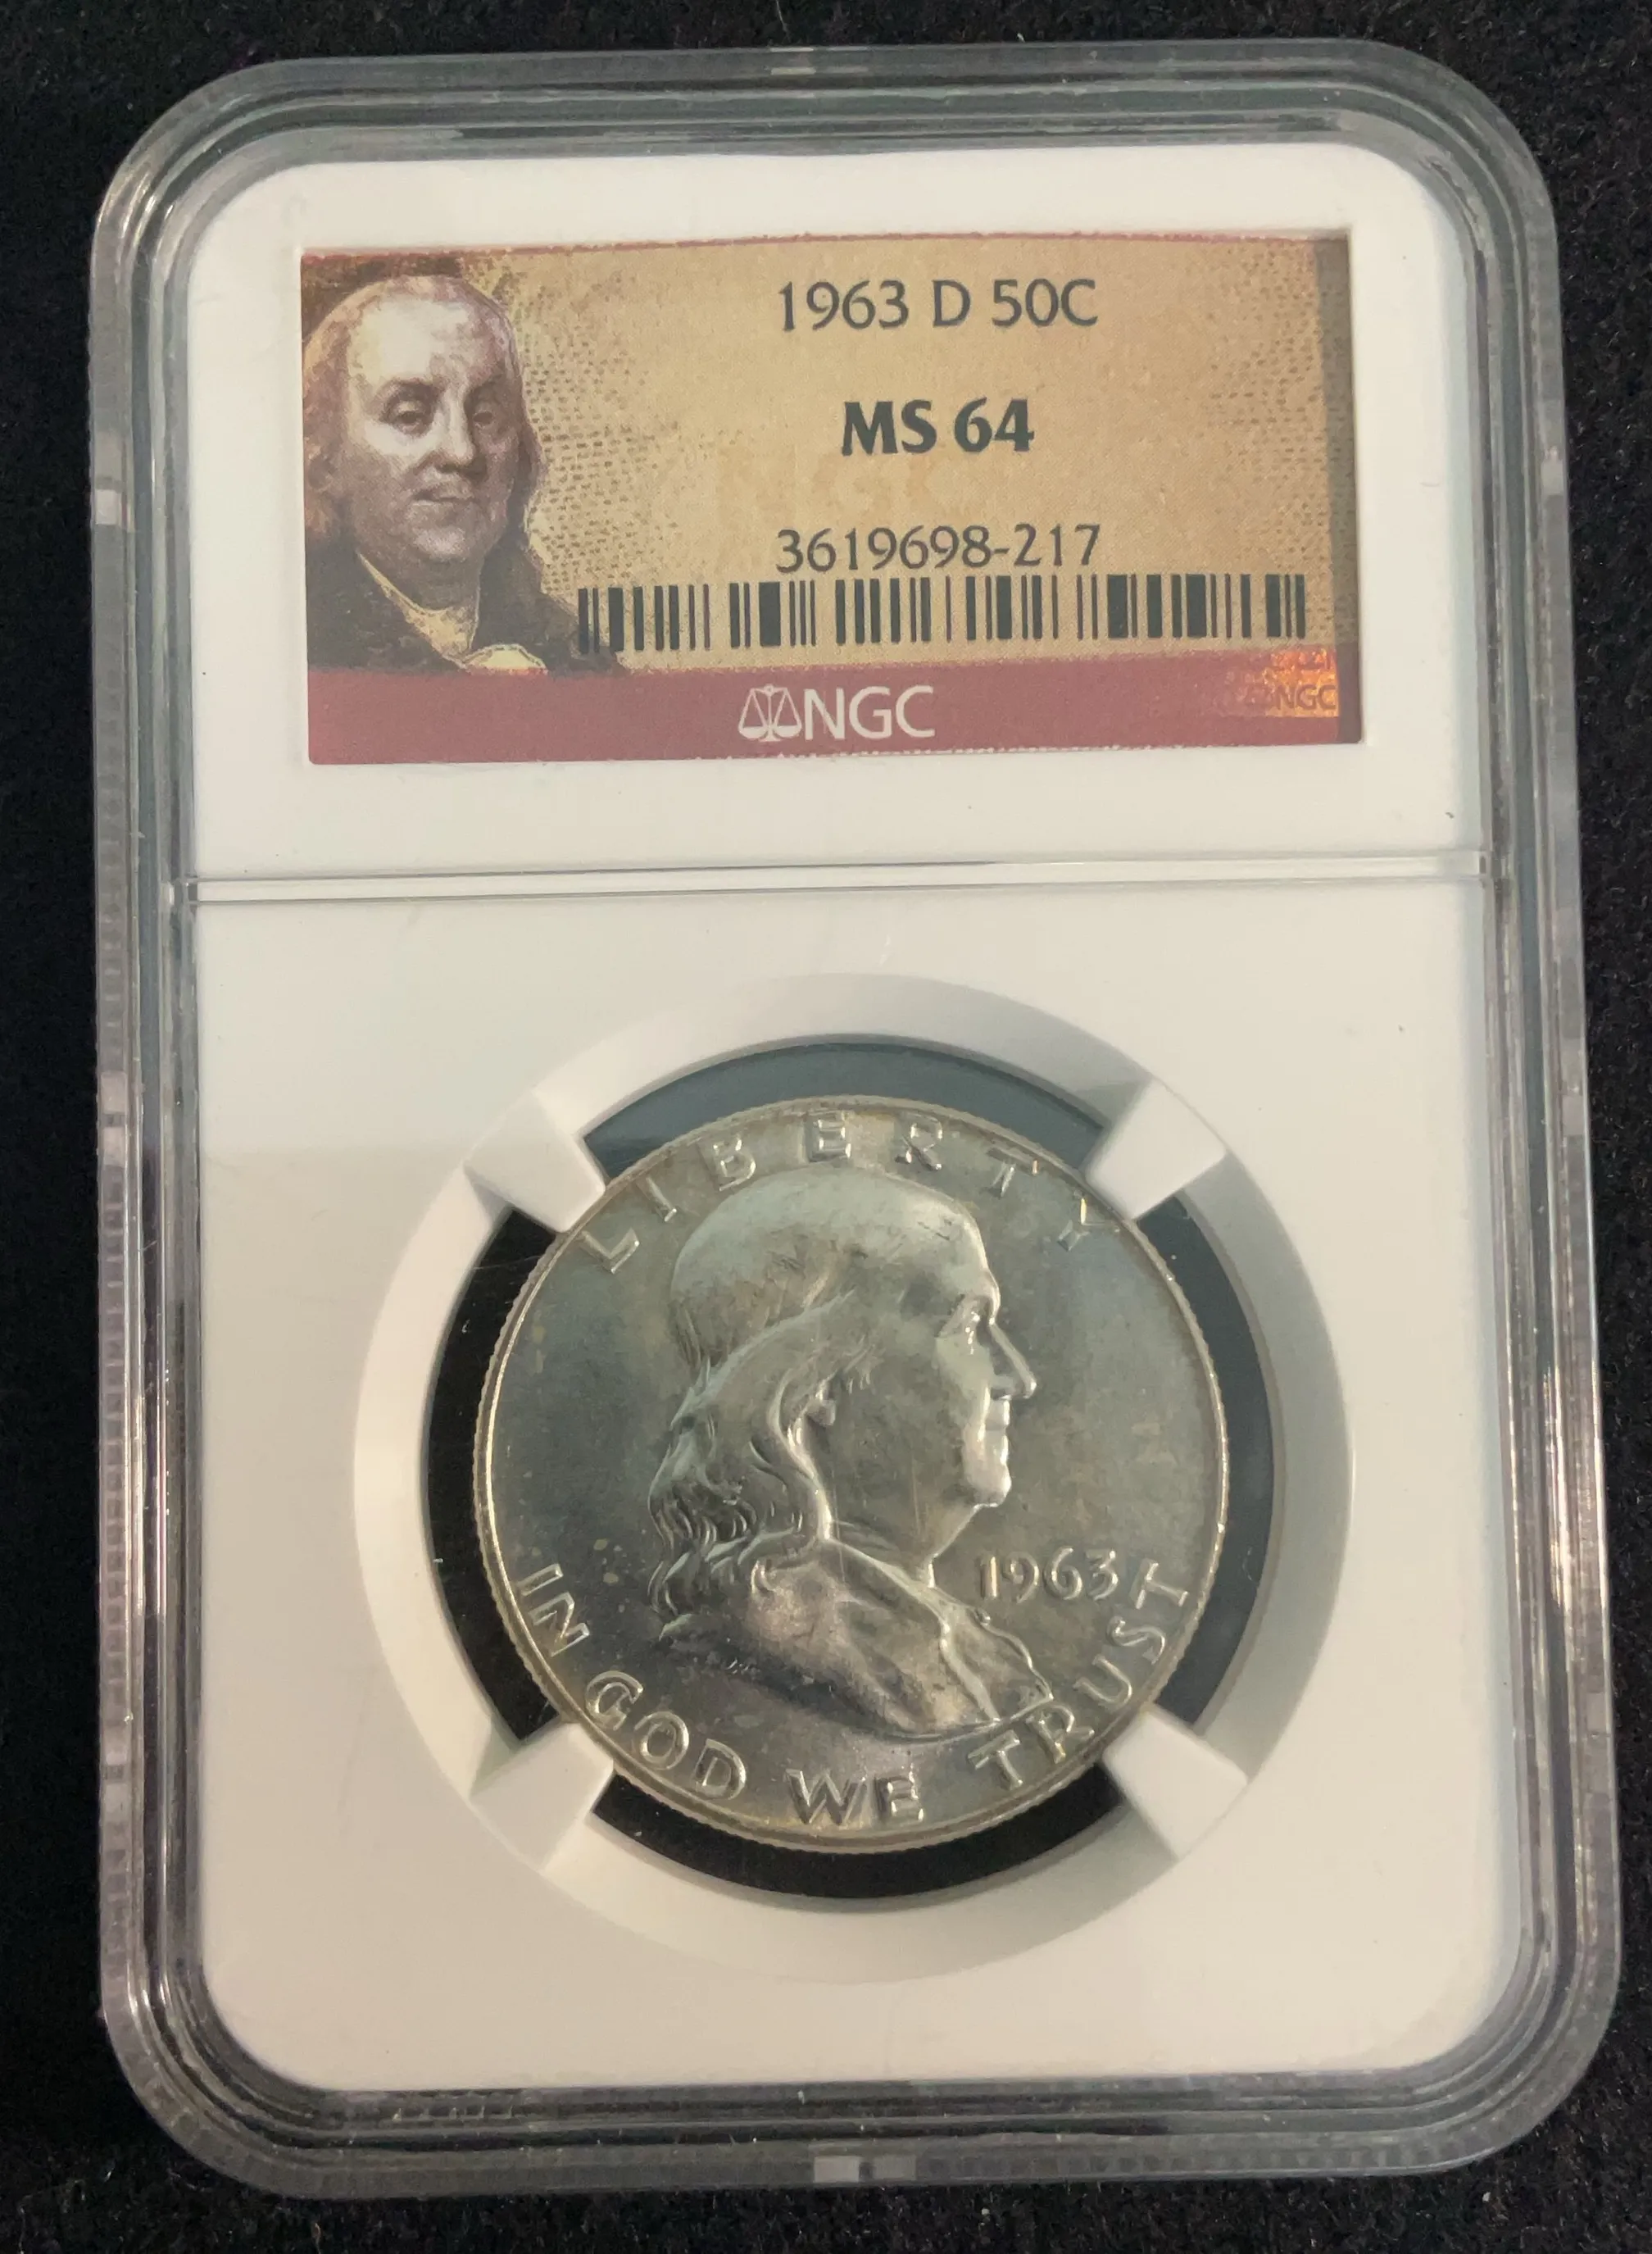 1963 D 50C
MS 64
3619698-217
NGC
NGC
LIBERTY
1963
IN GOD WE TRUST